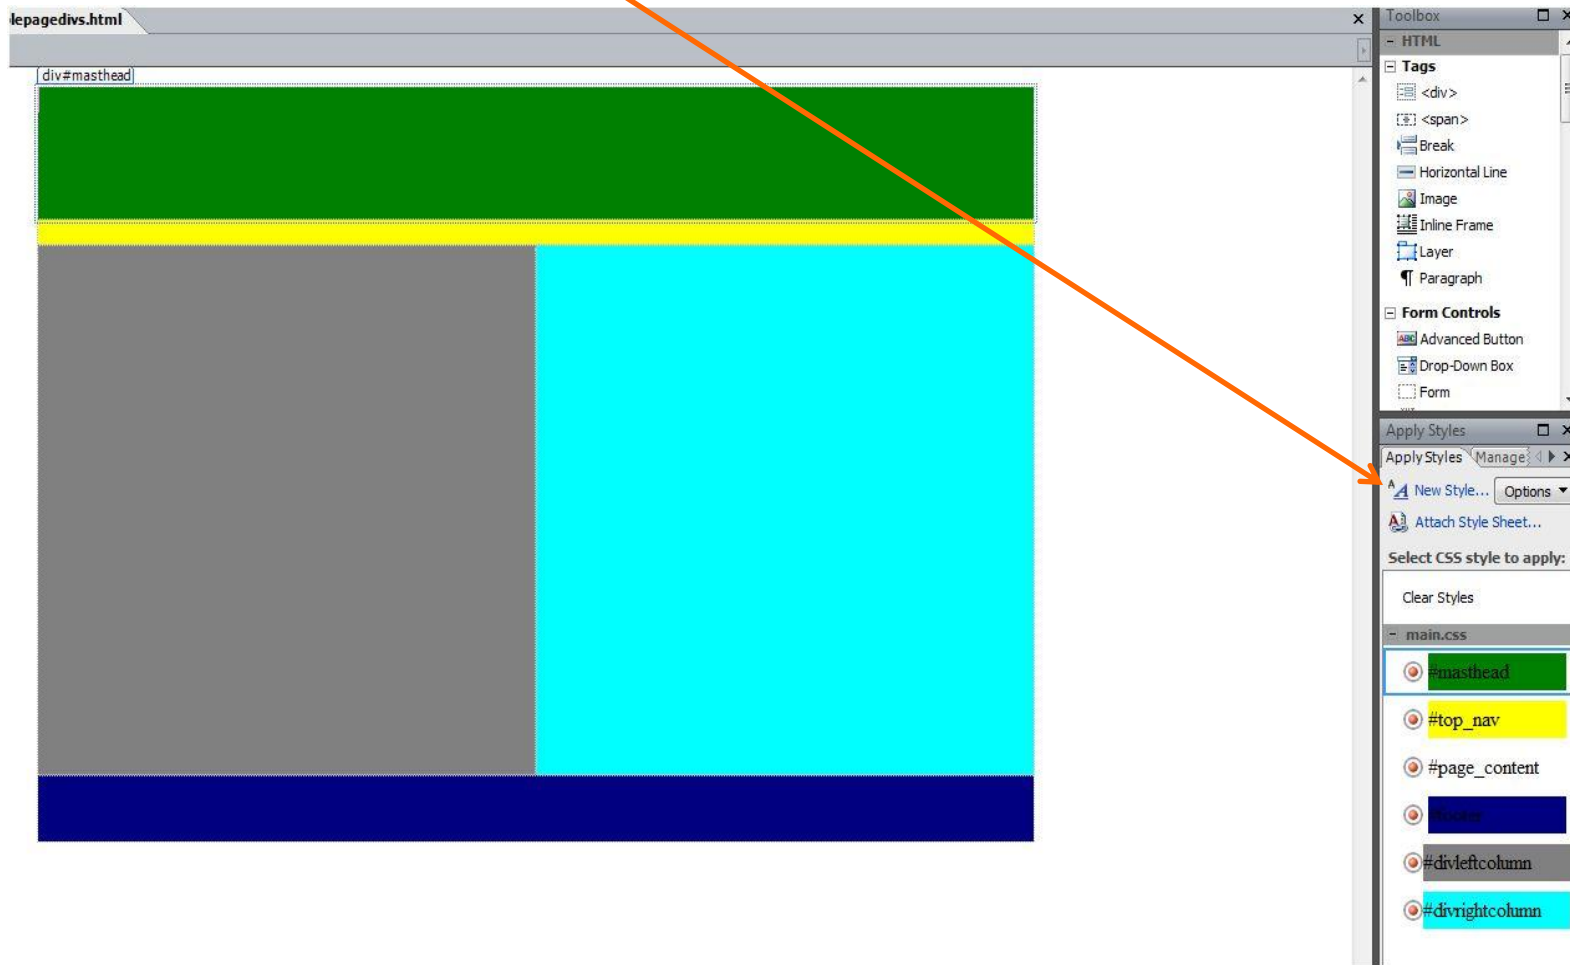 lepagedivs.html
div#masthead
Toolbox
HTML
Tags
<div>
<span>
Break
Horizontal Line
Image
Inline Frame
Layer
¶ Paragraph
Form Controls
Advanced Button
Drop-Down Box
Form
Apply Styles
Apply Styles Manage
New Style... Options
Attach Style Sheet...
Select CSS style to apply:
Clear Styles
main.css
#masthead
#top_nav
#page_content
#footer
#divleftcolumn
#divrightcolumn